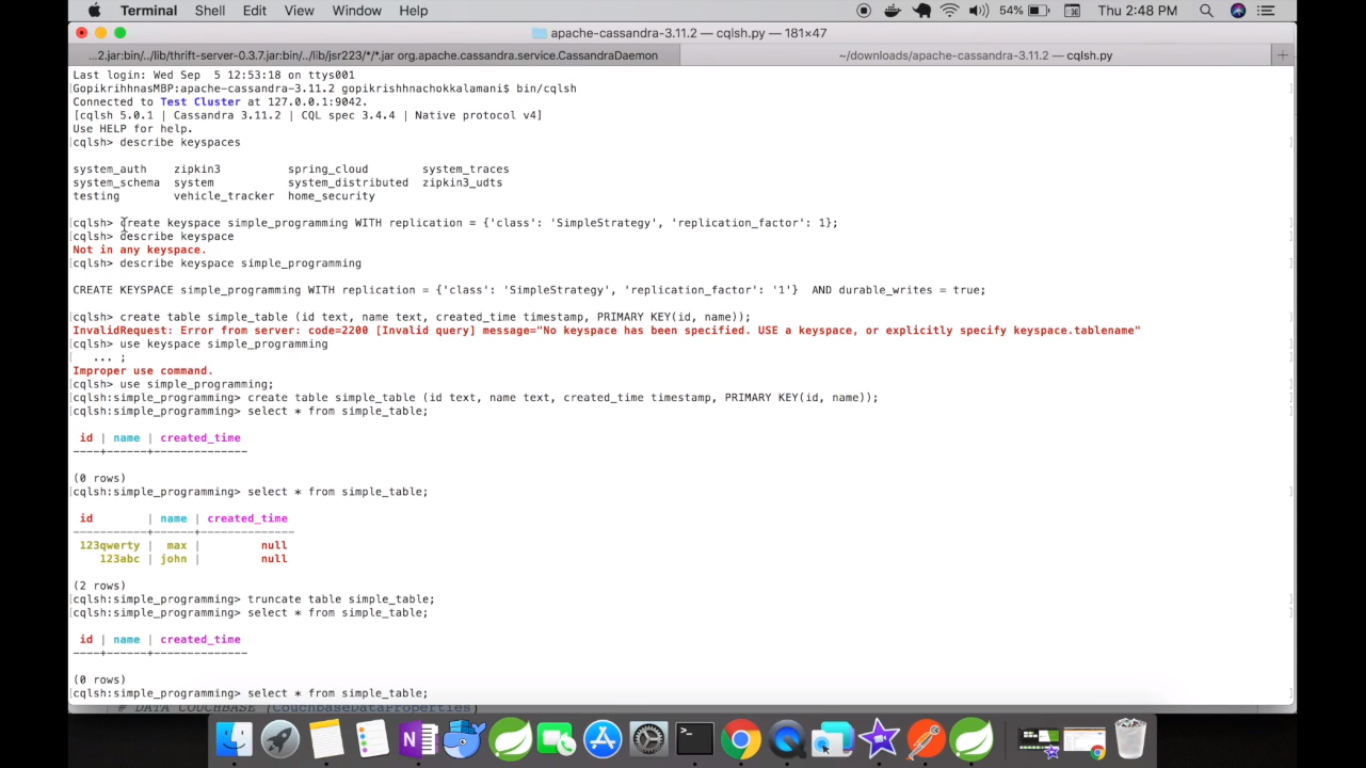 Terminal Shell Edit View Window Help 54% Thu 2:48 PM
apache-cassandra-3.11.2 — cqlsh.py — 181×47
...2.jar:bin/../lib/thrift-server-0.3.7.jar:bin/../lib/jsr223/*/*.jar org.apache.cassandra.service.CassandraDaemon
~/downloads/apache-cassandra-3.11.2 — cqlsh.py
Last login: Wed Sep  5 12:53:18 on ttys001
GopikrihhnasMBP:apache-cassandra-3.11.2 gopikrishhnachokkalamani$ bin/cqlsh
Connected to Test Cluster at 127.0.0.1:9042.
[cqlsh 5.0.1 | Cassandra 3.11.2 | CQL spec 3.4.4 | Native protocol v4]
Use HELP for help.
cqlsh> describe keyspaces
system_auth    zipkin3          spring_cloud        system_traces
system_schema  system           system_distributed  zipkin3_udts
testing        vehicle_tracker  home_security
cqlsh> create keyspace simple_programming WITH replication = {'class': 'SimpleStrategy', 'replication_factor': 1};
cqlsh> describe keyspace
Not in any keyspace.
cqlsh> describe keyspace simple_programming
CREATE KEYSPACE simple_programming WITH replication = {'class': 'SimpleStrategy', 'replication_factor': '1'}  AND durable_writes = true;
cqlsh> create table simple_table (id text, name text, created_time timestamp, PRIMARY KEY(id, name));
InvalidRequest: Error from server: code=2200 [Invalid query] message="No keyspace has been specified. USE a keyspace, or explicitly specify keyspace.tablename"
cqlsh> use keyspace simple_programming
... ;
Improper use command.
cqlsh> use simple_programming;
cqlsh:simple_programming> create table simple_table (id text, name text, created_time timestamp, PRIMARY KEY(id, name));
cqlsh:simple_programming> select * from simple_table;
id | name | created_time
----+------+--------------
(0 rows)
cqlsh:simple_programming> select * from simple_table;
id        | name | created_time
-----------+------+--------------
123qwerty |  max |         null
123abc | john |         null
(2 rows)
cqlsh:simple_programming> truncate table simple_table;
cqlsh:simple_programming> select * from simple_table;
id | name | created_time
----+------+--------------
(0 rows)
cqlsh:simple_programming> select * from simple_table;
# DATA COUCHBASE (CouchbaseDataProperties)